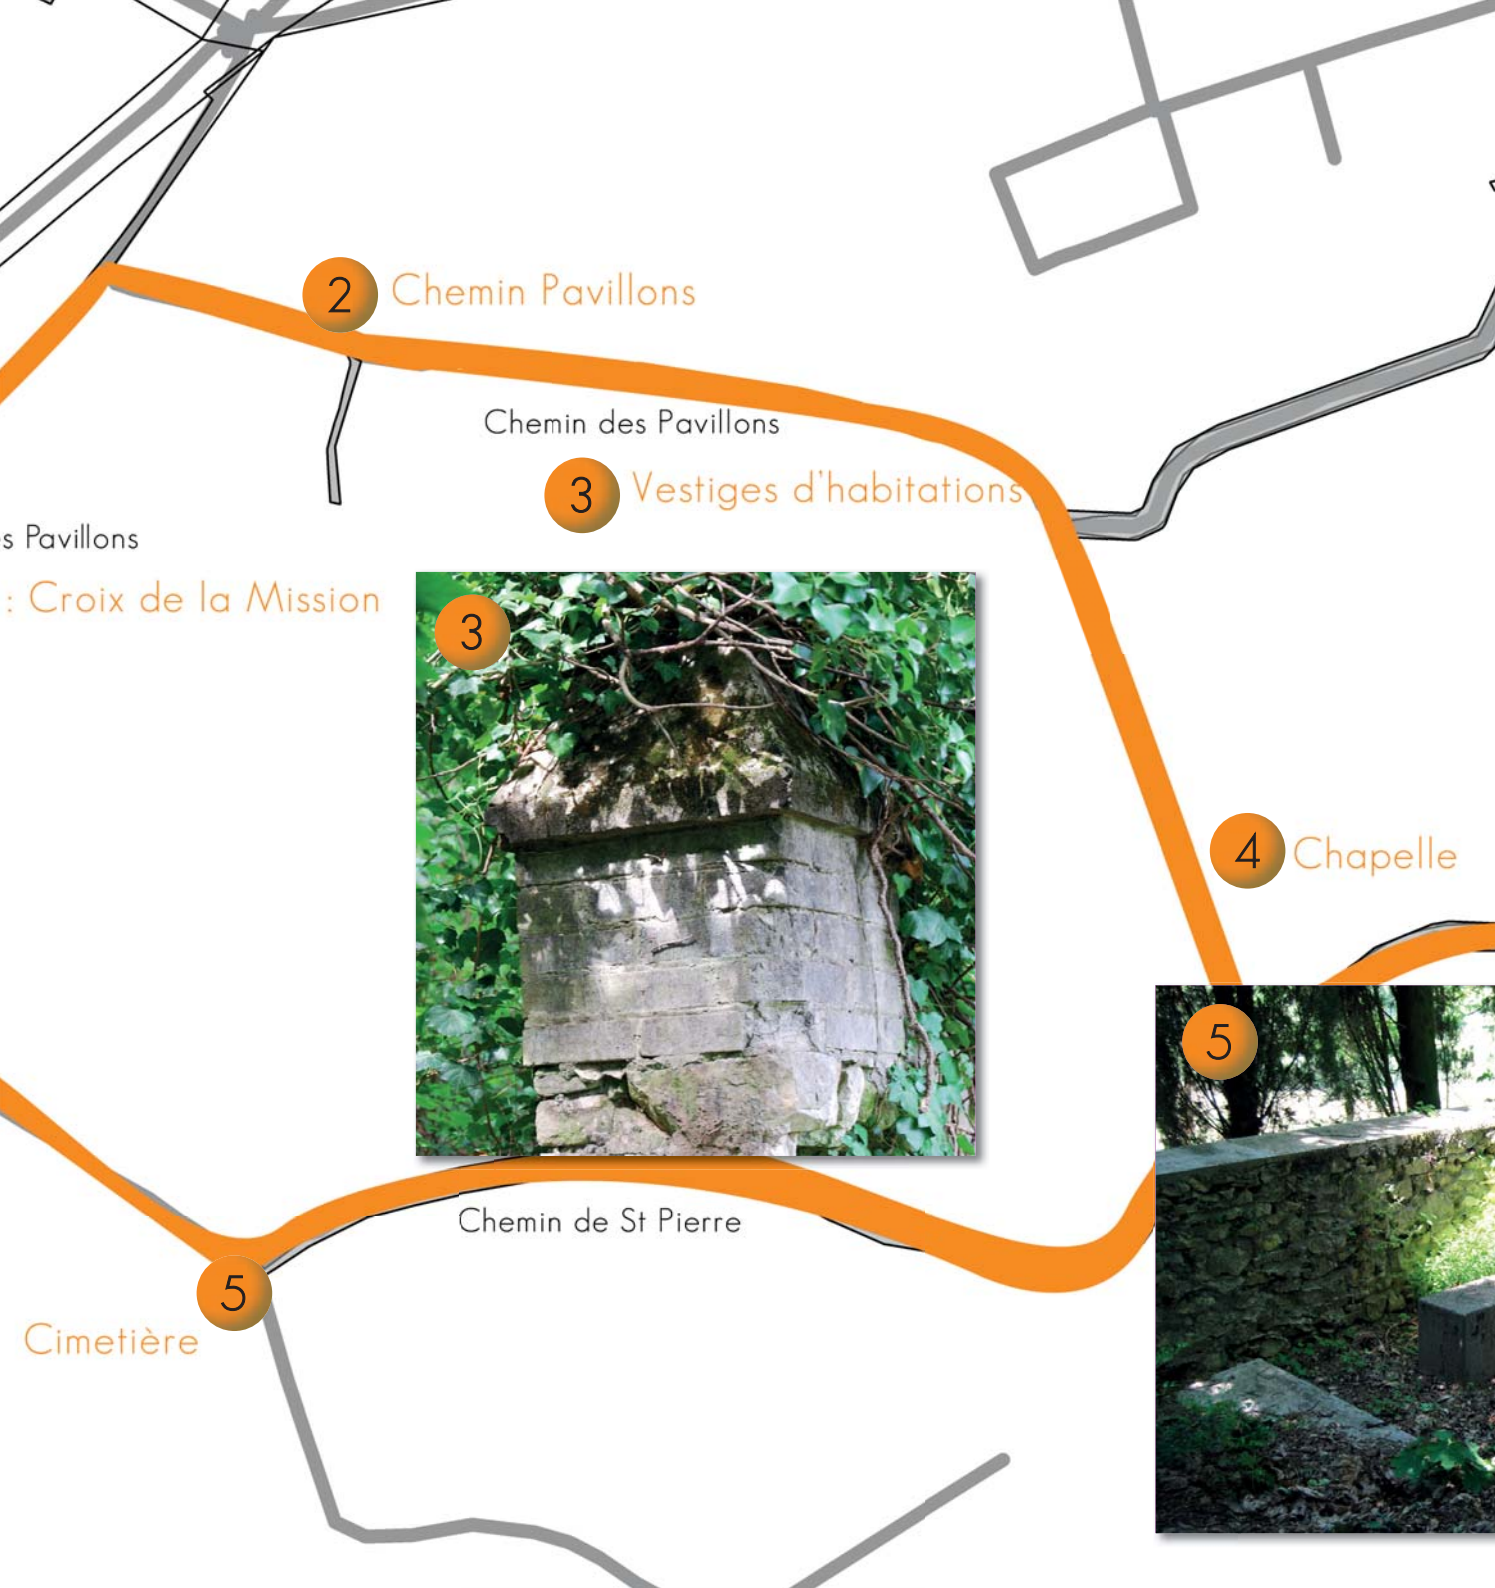 2 Chemin Pavillons
Chemin des Pavillons
3 Vestiges d'habitations
s Pavillons
: Croix de la Mission
3
4 Chapelle
5
Chemin de St Pierre
5
Cimetière